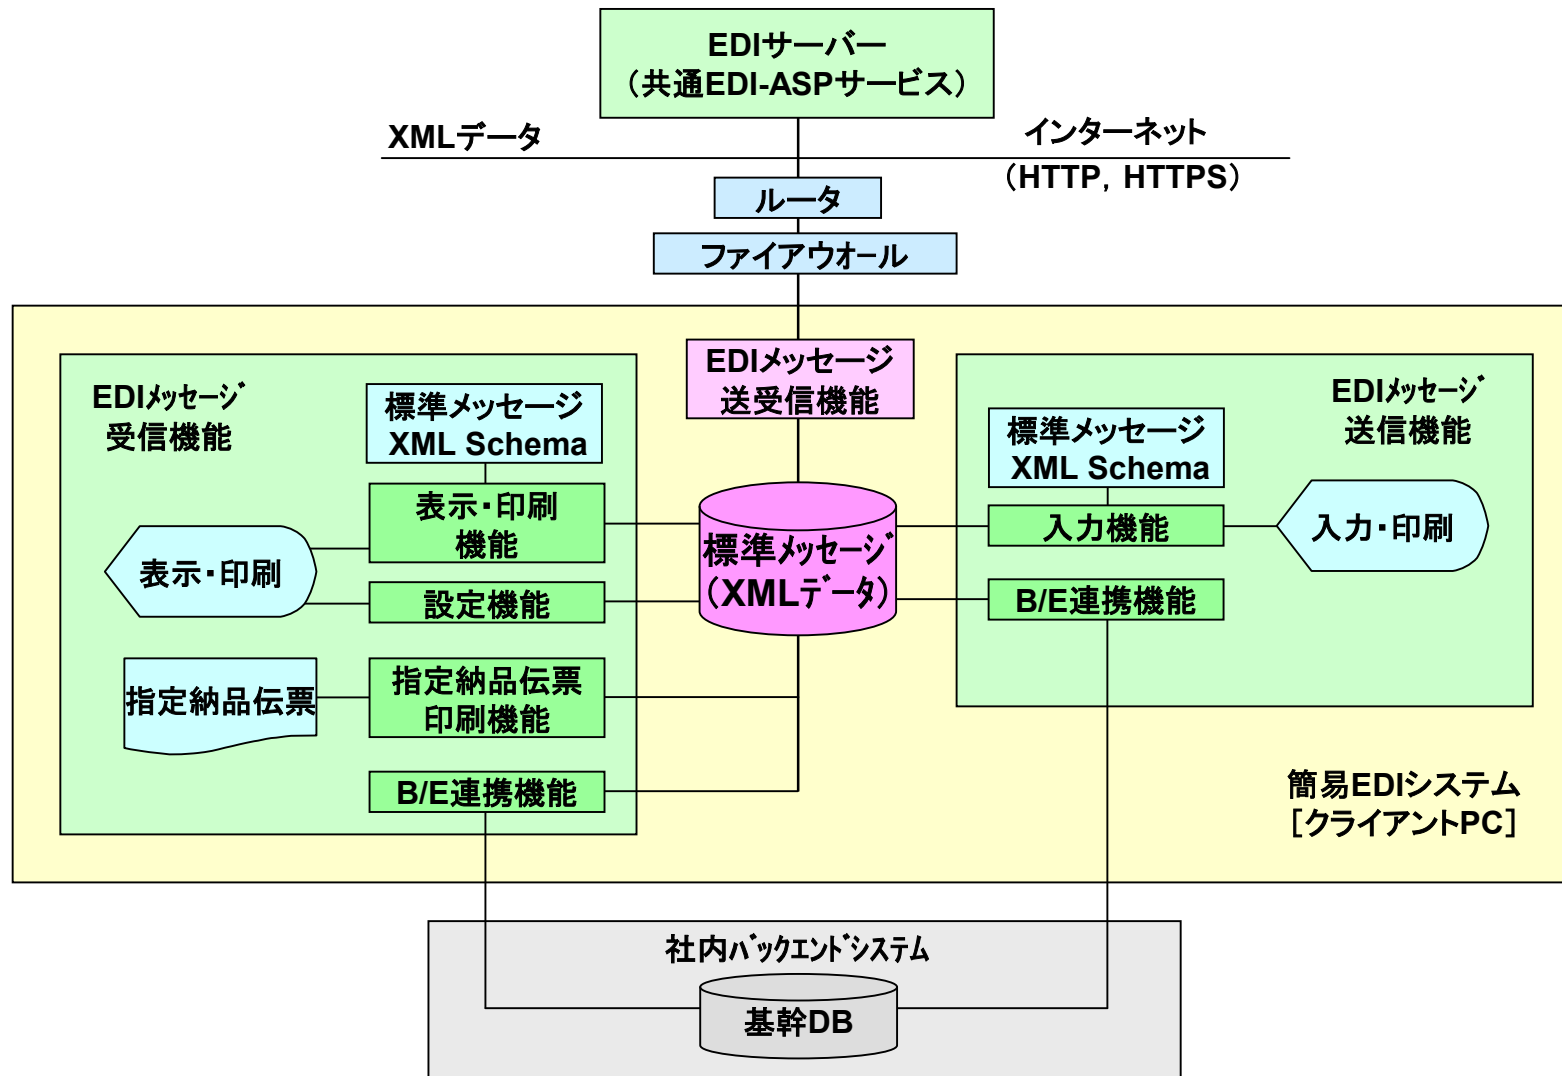 EDIサーバー
（共通EDI-ASPサービス）
XMLデータ
インターネット
（HTTP，HTTPS）
ルータ
ファイアウオール
EDIメッセージ
送受信機能
EDIﾒｯｾｰｼﾞ
受信機能
標準メッセージ
XML Schema
表示・印刷
機能
表示・印刷
設定機能
指定納品伝票
指定納品伝票
印刷機能
B/E連携機能
標準ﾒｯｾｰｼﾞ
（XMLﾃﾞｰﾀ）
EDIﾒｯｾｰｼﾞ
送信機能
標準メッセージ
XML Schema
入力機能
入力・印刷
B/E連携機能
簡易EDIシステム
［クライアントPC］
社内ﾊﾞｯｸｴﾝﾄﾞｼｽﾃﾑ
基幹DB